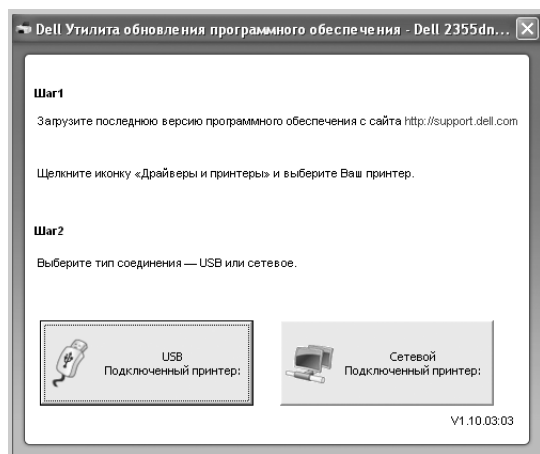 Dell Утилита обновления программного обеспечения - Dell 2355dn...
Шаг1
Загрузите последнюю версию программного обеспечения с сайта http://support.dell.com
Щелкните иконку «Драйверы и принтеры» и выберите Ваш принтер.
Шаг2
Выберите тип соединения — USB или сетевое.
USB
Подключенный принтер:
Сетевой
Подключенный принтер:
V1.10.03:03